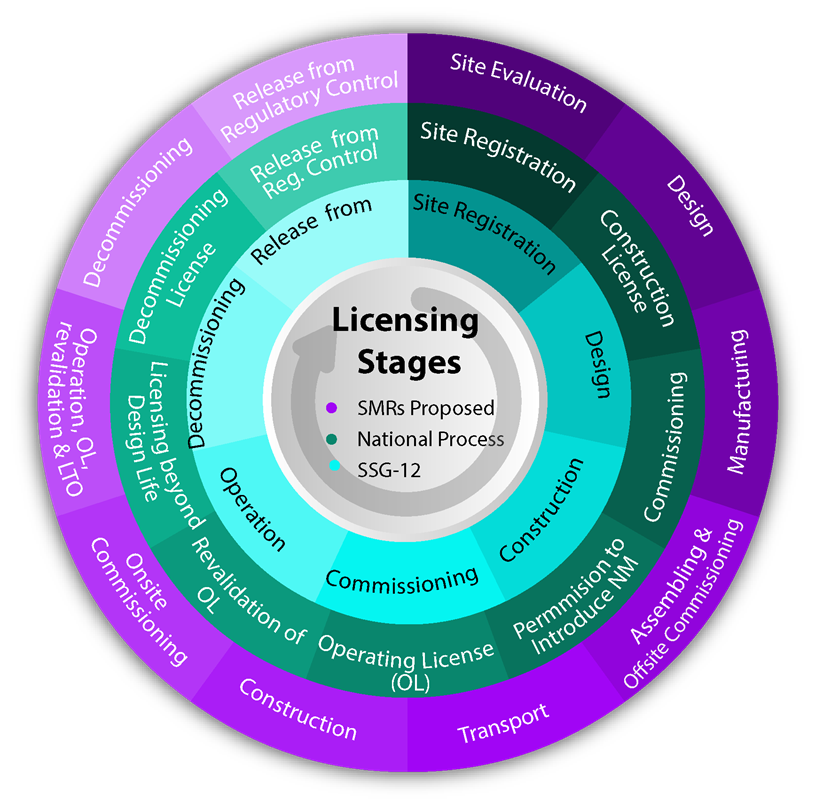 Licensing
Stages
SMRs Proposed
National Process
SSG-12
Site Evaluation
Design
Manufacturing
Assembling &
Offsite Commissioning
Transport
Construction
Onsite
Commissioning
Operation, OL,
revalidation & LTO
Decommissioning
Release from
Regulatory Control
Site Registration
Construction
License
Commissioning
Permmision to
Introduce NM
Operating License
(OL)
Revalidation of
OL
Licensing beyond
Design Life
Decommissioning
License
Release from
Reg. Control
Site Registration
Design
Construction
Commissioning
Operation
Decommissioning
Release from